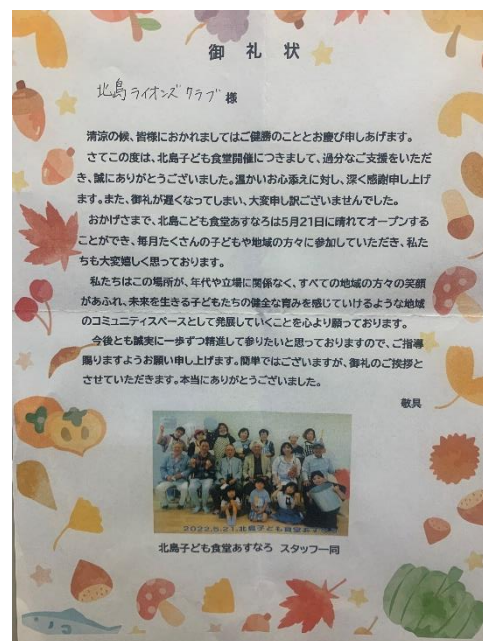 御礼状
北島ライオンズクラブ 様
清涼の候、皆様におかれましてはご健勝のこととお慶び申しあげます。
さてこの度は、北島子ども食堂開催につきまして、過分なご支援をいただ
き、誠にありがとうございました。温かいお心添えに対し、深く感謝申し上げ
ます。また、御礼が遅くなってしまい、大変申し訳ございませんでした。
おかげさまで、北島こども食堂あすなろは5月21日に晴れてオープンする
ことができ、毎月たくさんの子どもや地域の方々に参加していただき、私た
ちも大変嬉しく思っております。
私たちはこの場所が、年代や立場に関係なく、すべての地域の方々の笑顔
があふれ、未来を生きる子どもたちの健全な育みを感じていけるような地域
のコミュニティスペースとして発展していくことを心より願っております。
今後とも誠実に一歩ずつ精進して参りたいと思っておりますので、ご指導
賜りますようお願い申し上げます。簡単ではございますが、御礼のご挨拶と
させていただきます。本当にありがとうございました。
敬具
2022.5.21.北島子ども食堂あすなろ
北島子ども食堂あすなろ スタッフ一同